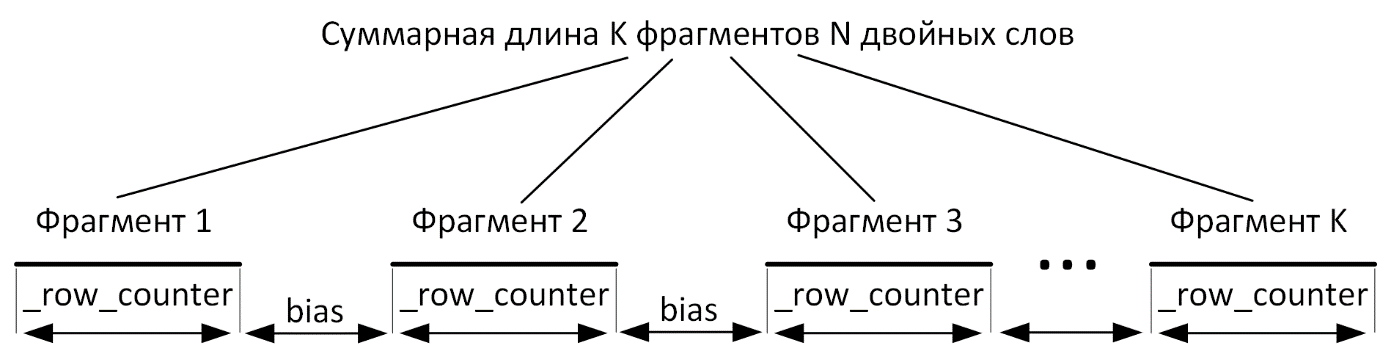 Суммарная длина K фрагментов N двойных слов
Фрагмент 1 Фрагмент 2 Фрагмент 3 ... Фрагмент K
_row_counter bias _row_counter bias _row_counter _row_counter